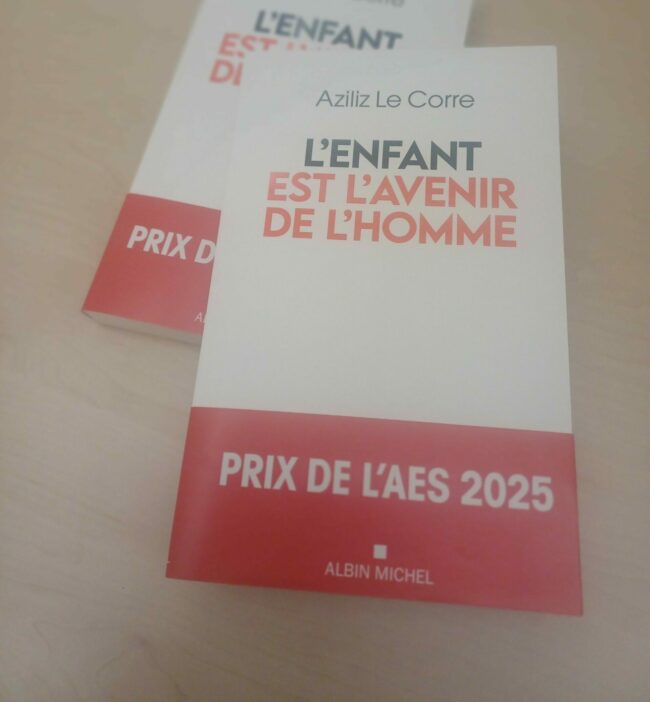 L'ENFANT
PRIX D
Aziliz Le Corre
L'ENFANT
EST L'AVENIR
DE L'HOMME
PRIX DE L'AES 2025
ALBIN MICHEL